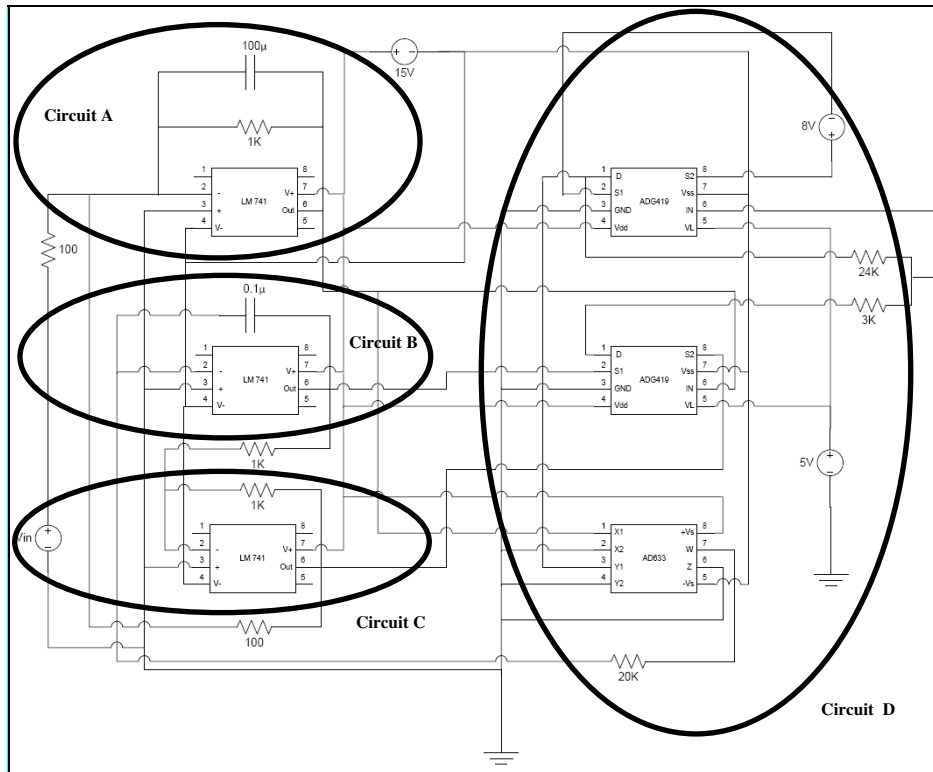 100µ
15V
Circuit A
1K
8V
1 8
2 - V+ 7
LM 741
3 + Out 6
4 V- 5
1 D S2 8
2 S1 Vss 7
ADG419
3 GND IN 6
4 Vdd VL 5
100
24K
0.1µ
3K
Circuit B
1 8
2 - V+ 7
LM 741
3 + Out 6
4 V- 5
1 D S2 8
2 S1 Vss 7
ADG419
3 GND IN 6
4 Vdd VL 5
1K
5V
1K
Vin
1 8
2 - V+ 7
LM 741
3 + Out 6
4 V- 5
1 X1 +Vs 8
2 X2 W 7
AD633
3 Y1 Z 6
4 Y2 -Vs 5
100
Circuit C
20K
Circuit D